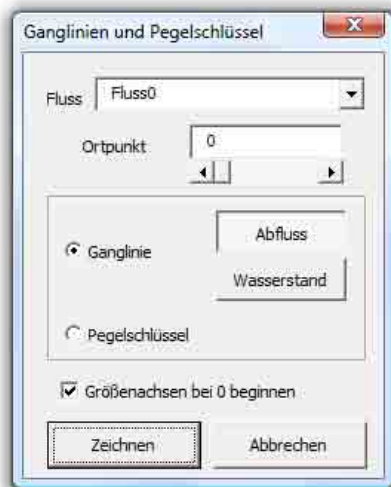 Ganglinien und Pegelschlüssel
Fluss Fluss0
Ortpunkt 0
Abfluss
Ganglinie
Wasserstand
Pegelschlüssel
Größenachsen bei 0 beginnen
Zeichnen Abbrechen